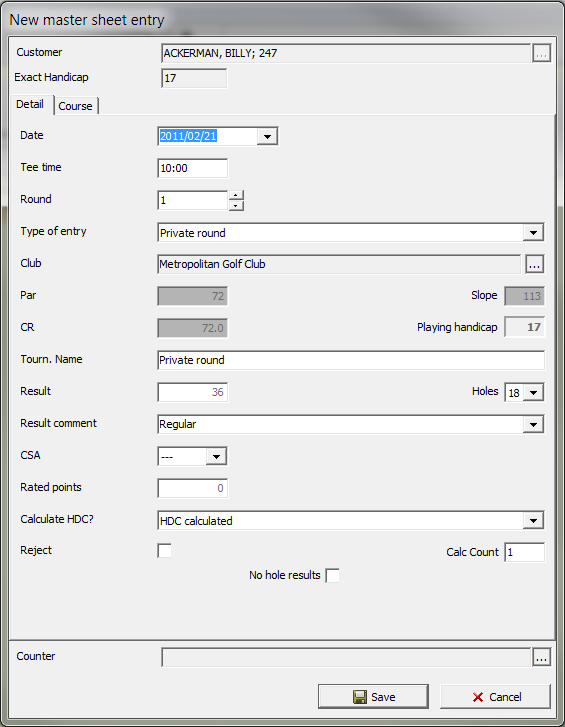 New master sheet entry
Customer ACKERMAN, BILLY; 247 ...
Exact Handicap 17
Detail Course
Date 2011/02/21
Tee time 10:00
Round 1
Type of entry Private round
Club Metropolitan Golf Club ...
Par 72 Slope 113
CR 72.0 Playing handicap 17
Tourn. Name Private round
Result 36 Holes 18
Result comment Regular
CSA ---
Rated points 0
Calculate HDC? HDC calculated
Reject Calc Count 1
No hole results
Counter ...
Save Cancel